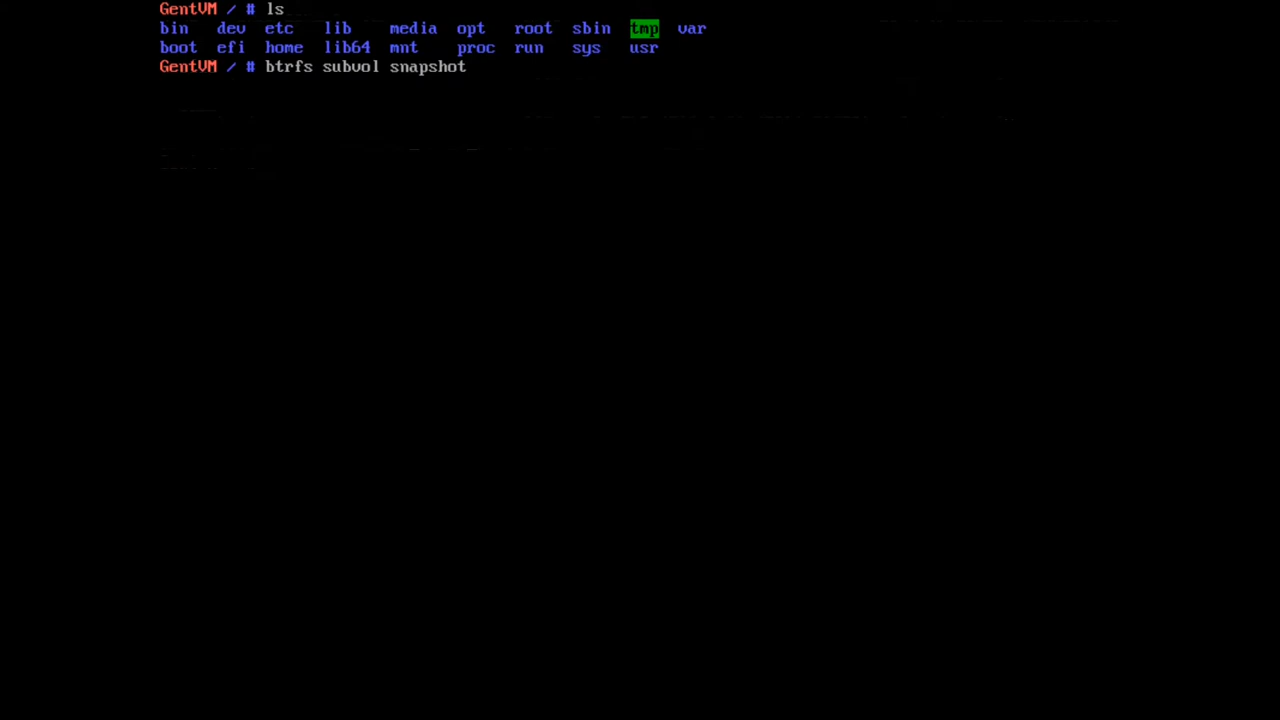 GentVM / # ls
bin dev etc lib media opt root sbin tmp var
boot efi home lib64 mnt proc run sys usr
GentVM / # btrfs subvol snapshot